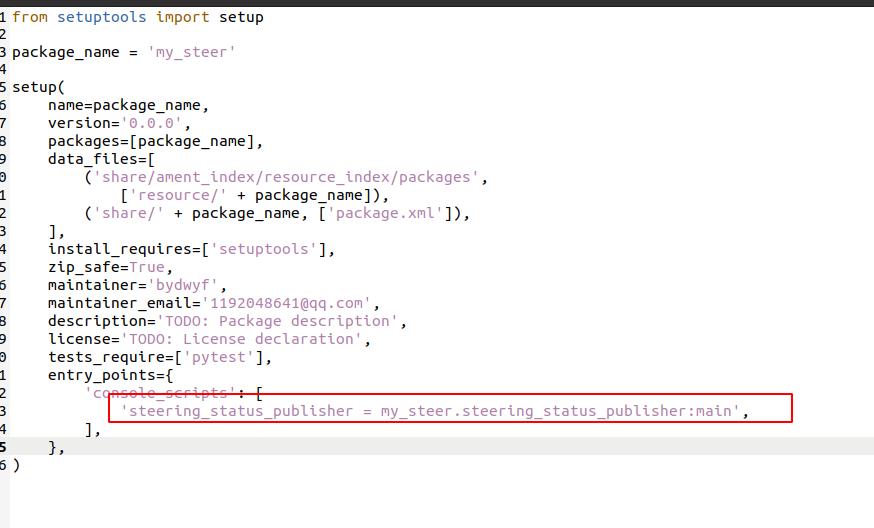 1 from setuptools import setup
2
3 package_name = 'my_steer'
4
5 setup(
6     name=package_name,
7     version='0.0.0',
8     packages=[package_name],
9     data_files=[
0         ('share/ament_index/resource_index/packages',
1             ['resource/' + package_name]),
2         ('share/' + package_name, ['package.xml']),
3     ],
4     install_requires=['setuptools'],
5     zip_safe=True,
6     maintainer='bydwyf',
7     maintainer_email='1192048641@qq.com',
8     description='TODO: Package description',
9     license='TODO: License declaration',
0     tests_require=['pytest'],
1     entry_points={
2         'console_scripts': [
3             'steering_status_publisher = my_steer.steering_status_publisher:main',
4         ],
5     },
6 )